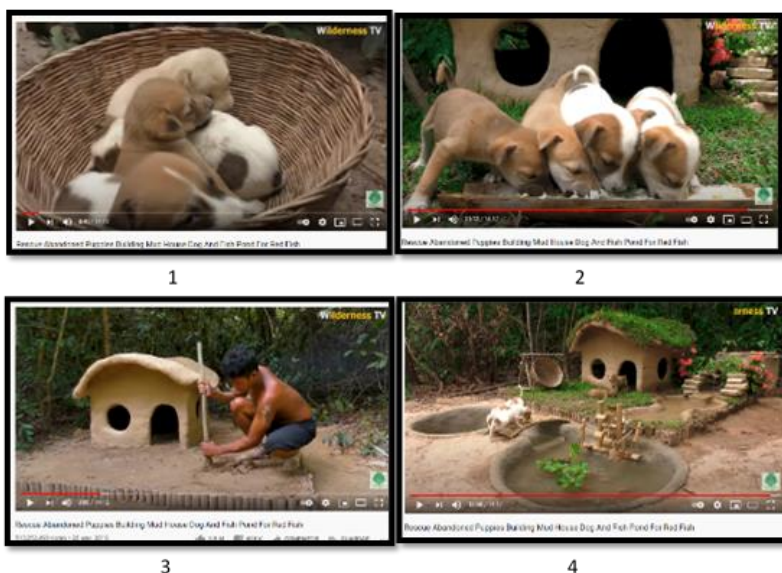 Wilderness TV
Wilderness TV
Rescue Abandoned Puppies Building Mud House Dog And Fish Pond For Red Fish
Rescue Abandoned Puppies Building Mud House Dog And Fish Pond For Red Fish
1
2
Wilderness TV
erness TV
Rescue Abandoned Puppies Building Mud House Dog And Fish Pond For Red Fish
Rescue Abandoned Puppies Building Mud House Dog And Fish Pond For Red Fish
3
4